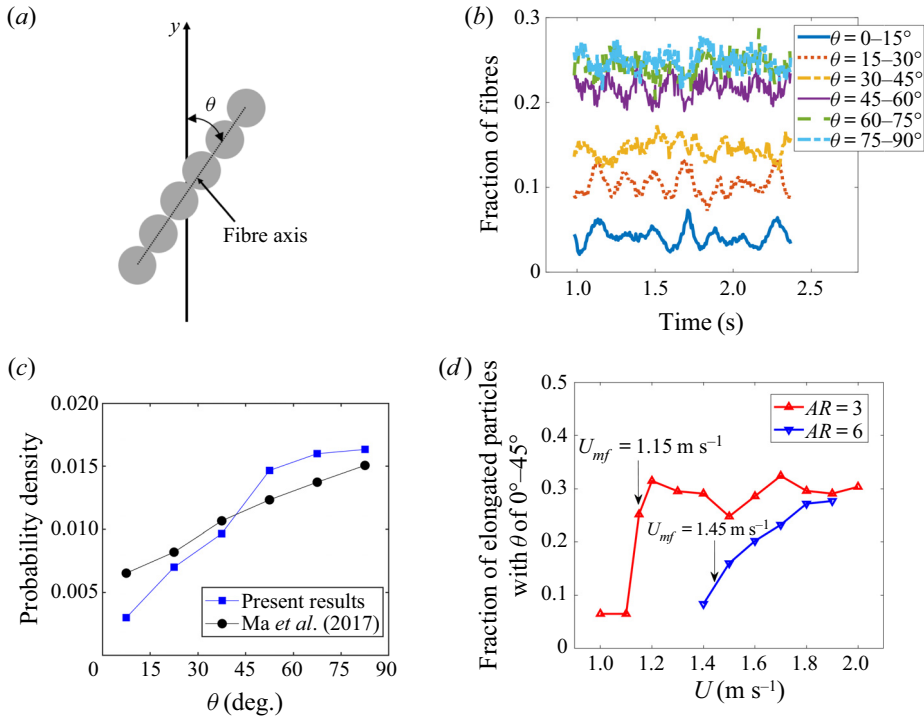 (a)
y
θ
Fibre axis
(b)
Fraction of fibres
0.3
0.2
0.1
0
1.0 1.5 2.0 2.5
Time (s)
θ = 0–15°
θ = 15–30°
θ = 30–45°
θ = 45–60°
θ = 60–75°
θ = 75–90°
(c)
Probability density
0.020
0.015
0.010
0.005
0 15 30 45 60 75 90
θ (deg.)
Present results
Ma et al. (2017)
(d)
Fraction of elongated particles
with θ of 0°–45°
0.5
0.4
0.3
0.2
0.1
0
1.0 1.2 1.4 1.6 1.8 2.0
U (m s⁻¹)
AR = 3
AR = 6
U_mf = 1.15 m s⁻¹
U_mf = 1.45 m s⁻¹